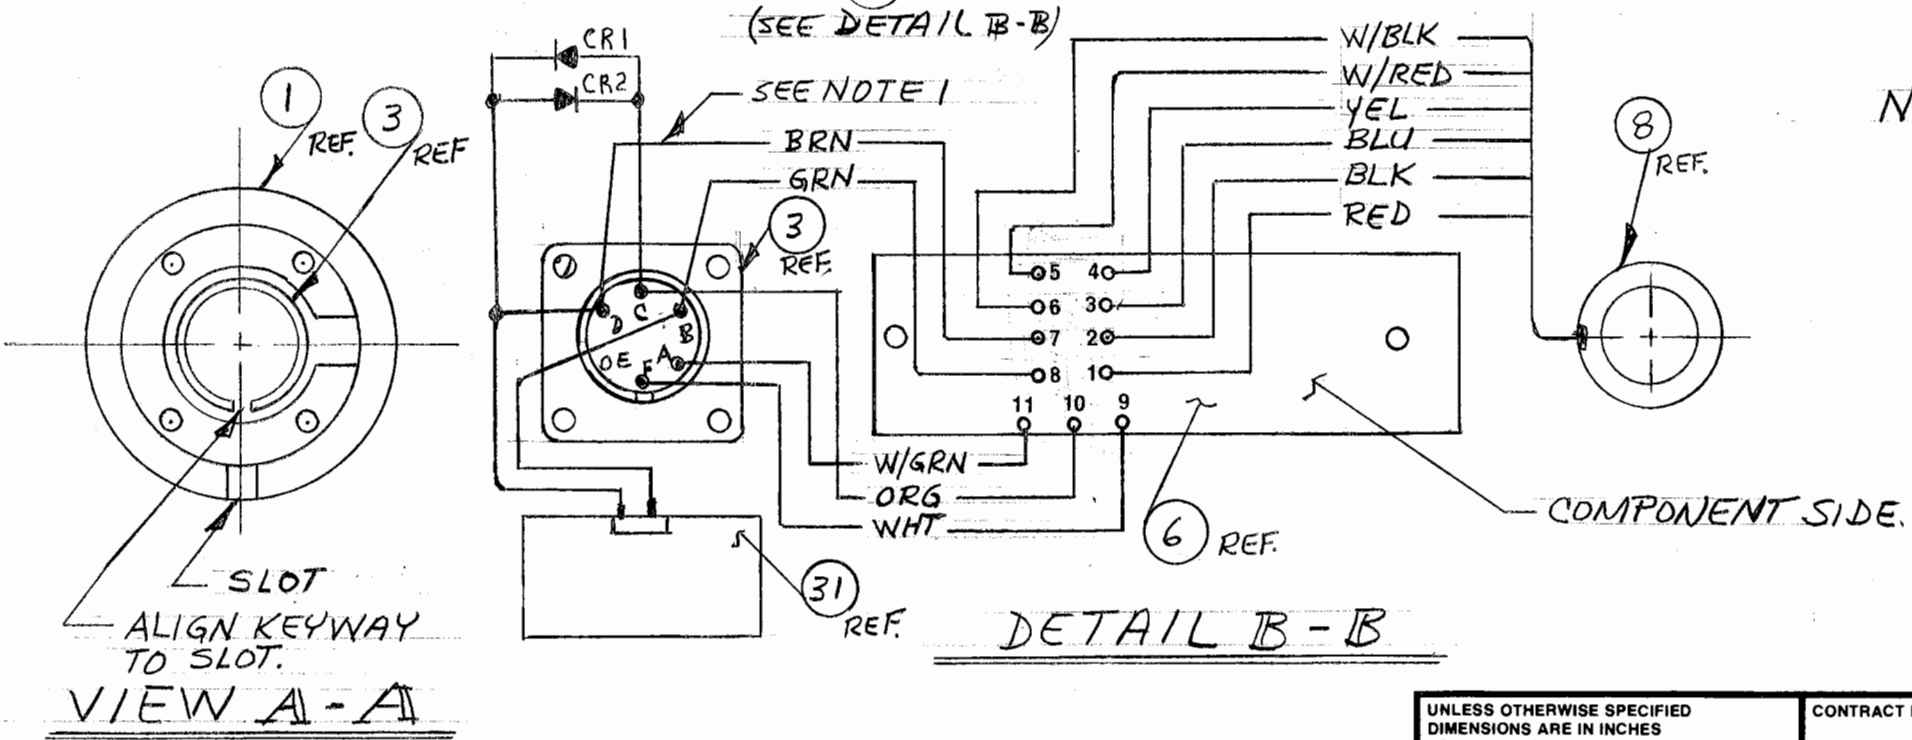 (SEE DETAIL B-B)
CR1
CR2
SEE NOTE 1
BRN
GRN
W/BLK
W/RED
YEL
BLU
BLK
RED
N
1
REF.
3
REF
3
REF.
8
REF.
D
C
B
A
E
F
5
4
6
3
7
2
8
1
11
10
9
W/GRN
ORG
WHT
6
REF.
COMPONENT SIDE.
31
REF.
SLOT
ALIGN KEYWAY
TO SLOT.
VIEW A-A
DETAIL B-B
UNLESS OTHERWISE SPECIFIED
DIMENSIONS ARE IN INCHES
CONTRACT